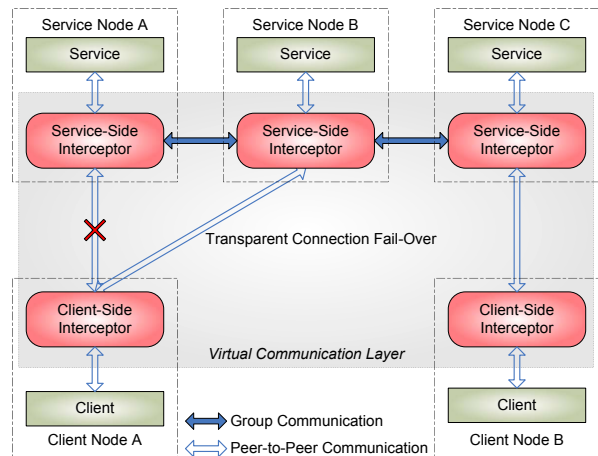 Service Node A
Service Node B
Service Node C
Service
Service
Service
Service-Side
Interceptor
Service-Side
Interceptor
Service-Side
Interceptor
Transparent Connection Fail-Over
Client-Side
Interceptor
Client-Side
Interceptor
Virtual Communication Layer
Client
Client
Group Communication
Client Node A
Peer-to-Peer Communication
Client Node B